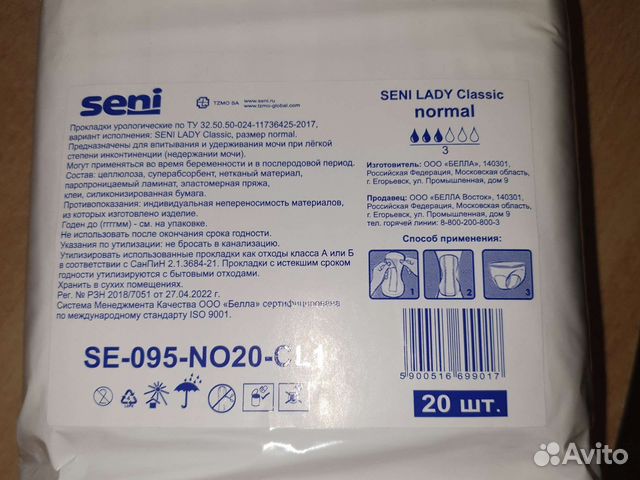 seni
TZMO SA
www.seni.ru
www.tzmo-global.com
Прокладки урологические по ТУ 32.50.50-024-11736425-2017,
вариант исполнения: SENI LADY Classic, размер normal.
Предназначены для впитывания и удерживания мочи при лёгкой
степени инконтиненции (недержании мочи).
Могут применяться во время беременности и в послеродовой период.
Состав: целлюлоза, суперабсорбент, нетканый материал,
паропроницаемый ламинат, эластомерная пряжа,
клеи, силиконизированная бумага.
Противопоказания: индивидуальная непереносимость материалов,
из которых изготовлено изделие.
Годен до (ггггмм) - см. на упаковке.
Не использовать после окончания срока годности.
Указания по утилизации: не бросать в канализацию.
Утилизировать использованные прокладки как отходы класса А или Б
в соответствии с СанПиН 2.1.3684-21. Прокладки с истекшим сроком
годности утилизируются с бытовыми отходами.
Хранить в сухих помещениях.
Рег. № РЗН 2018/7051 от 27.04.2022 г.
Система Менеджмента Качества ООО «Белла» сертифицирована
по международному стандарту ISO 9001.
SE-095-NO20-CL1
SENI LADY Classic
normal
3
Изготовитель: ООО «БЕЛЛА», 140301,
Российская Федерация, Московская область,
г. Егорьевск, ул. Промышленная, дом 9
Продавец: ООО «БЕЛЛА Восток», 140301,
Российская Федерация, Московская область,
г. Егорьевск, ул. Промышленная, дом 9
тел. горячей линии: 8-800-200-800-3
Способ применения:
1
2
3
5 900516 699017
20 шт.
Avito